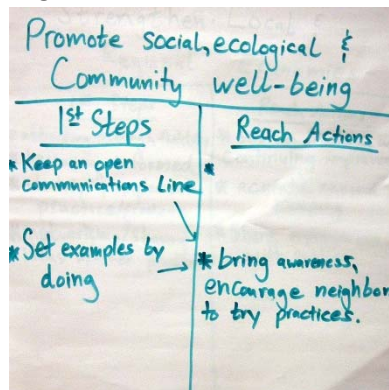 Promote social, ecological &
Community well-being
1st Steps
* Keep an open
communications Line
* Set examples by
doing
Reach Actions
*
* bring awareness,
encourage neighbor
to try practices.